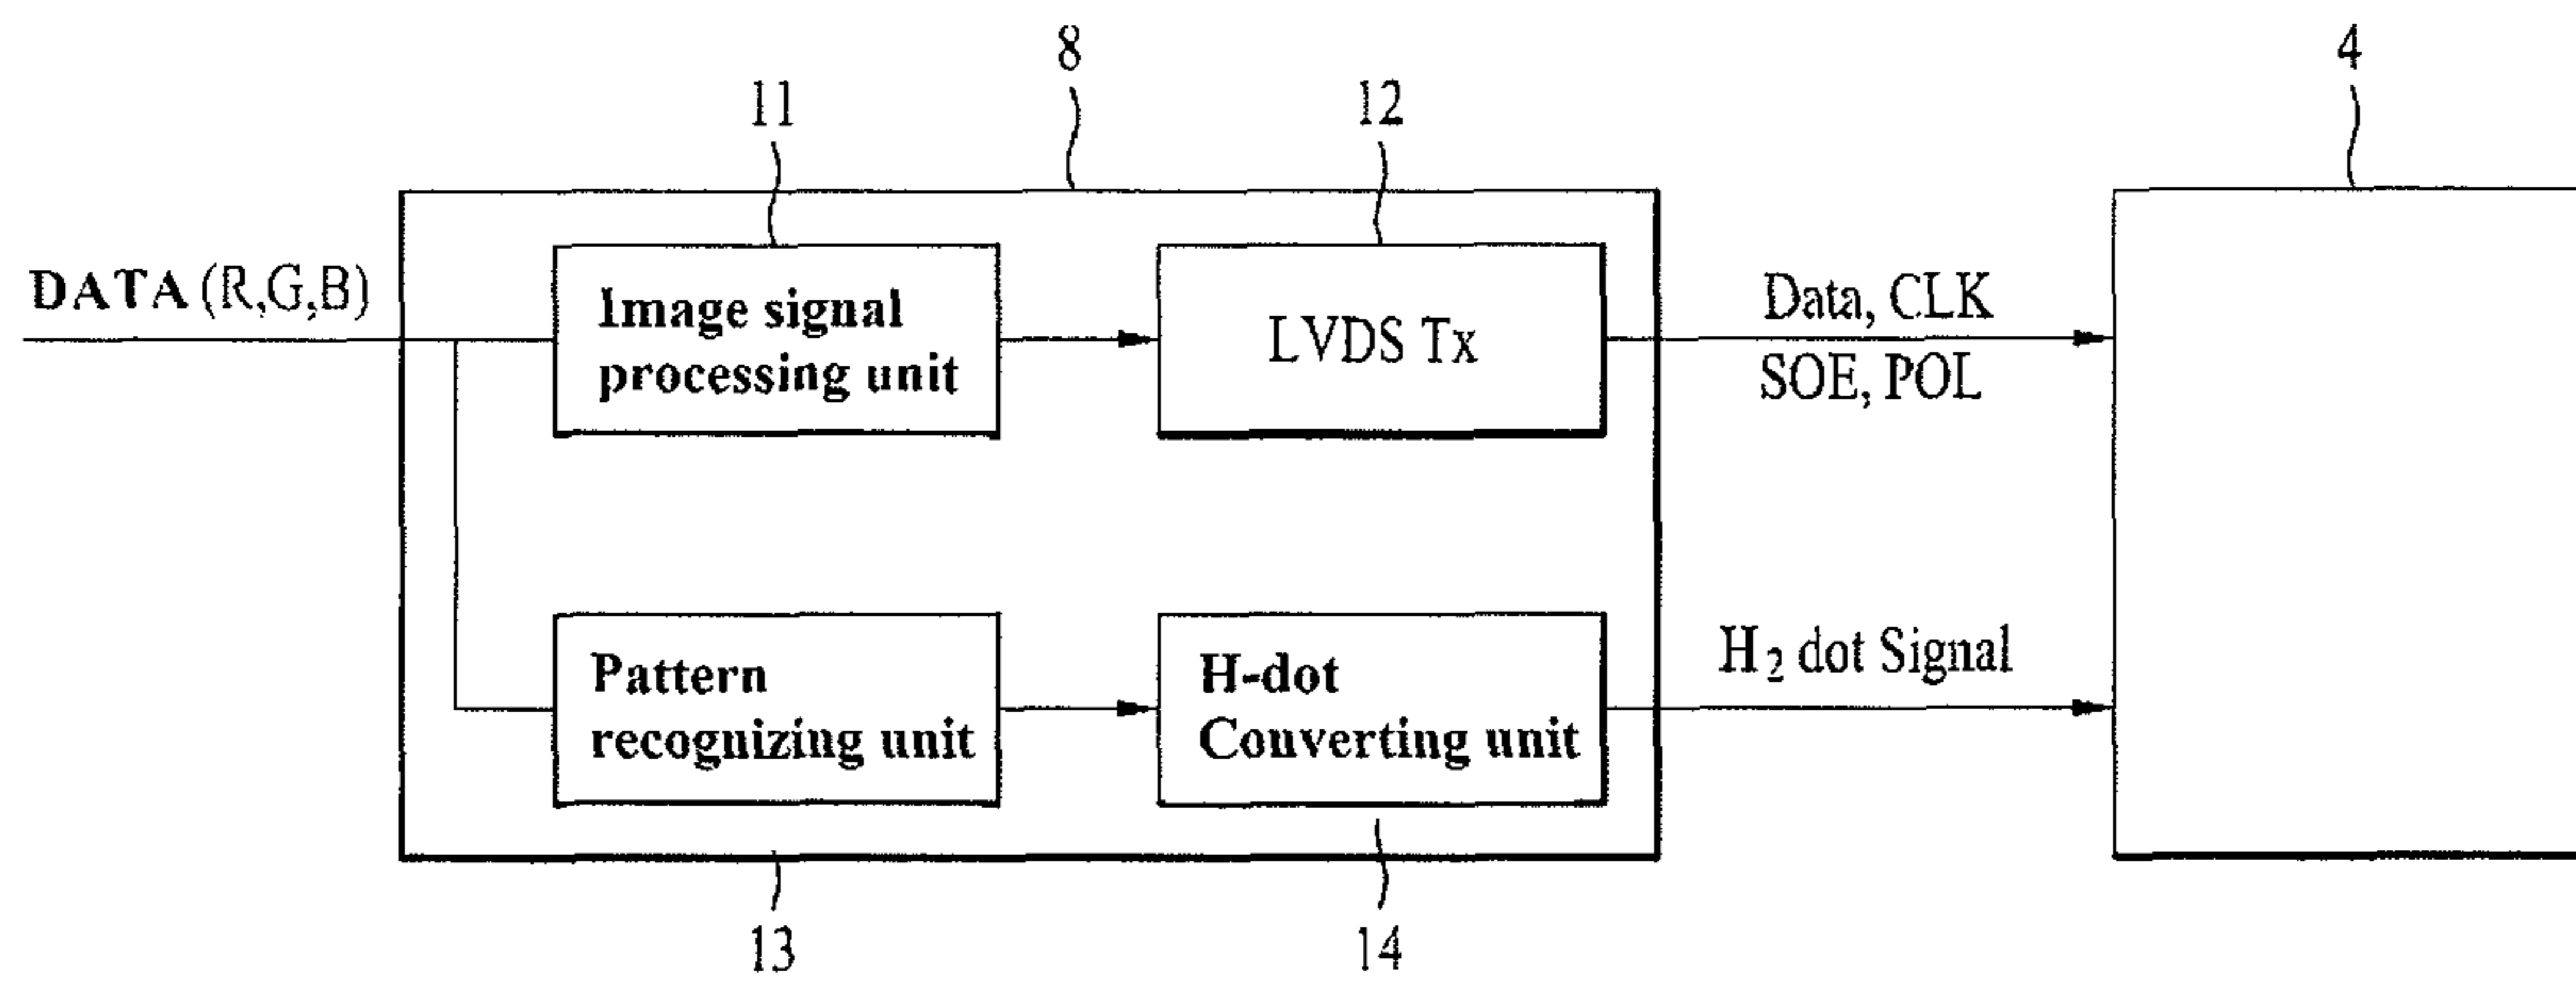 8
4
11
12
DATA (R,G,B)
Image signal
processing unit
LVDS Tx
Data, CLK
SOE, POL
Pattern
recognizing unit
H-dot
Converting unit
H₂ dot Signal
13
14